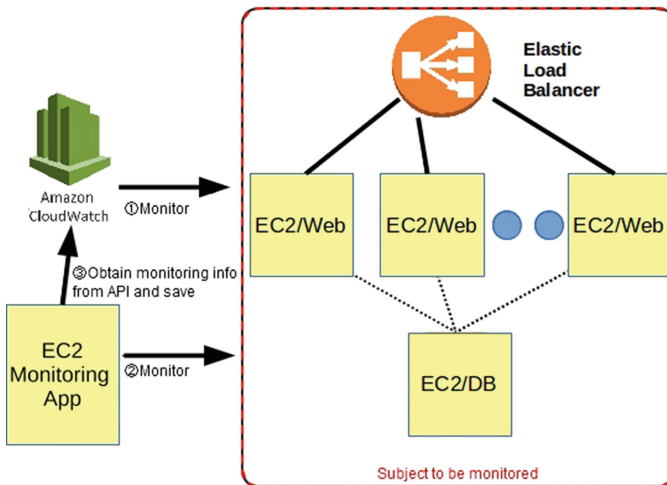 Elastic
Load
Balancer
Amazon
CloudWatch
①Monitor
EC2/Web
EC2/Web
EC2/Web
③Obtain monitoring info
from API and save
EC2
Monitoring
App
②Monitor
EC2/DB
Subject to be monitored